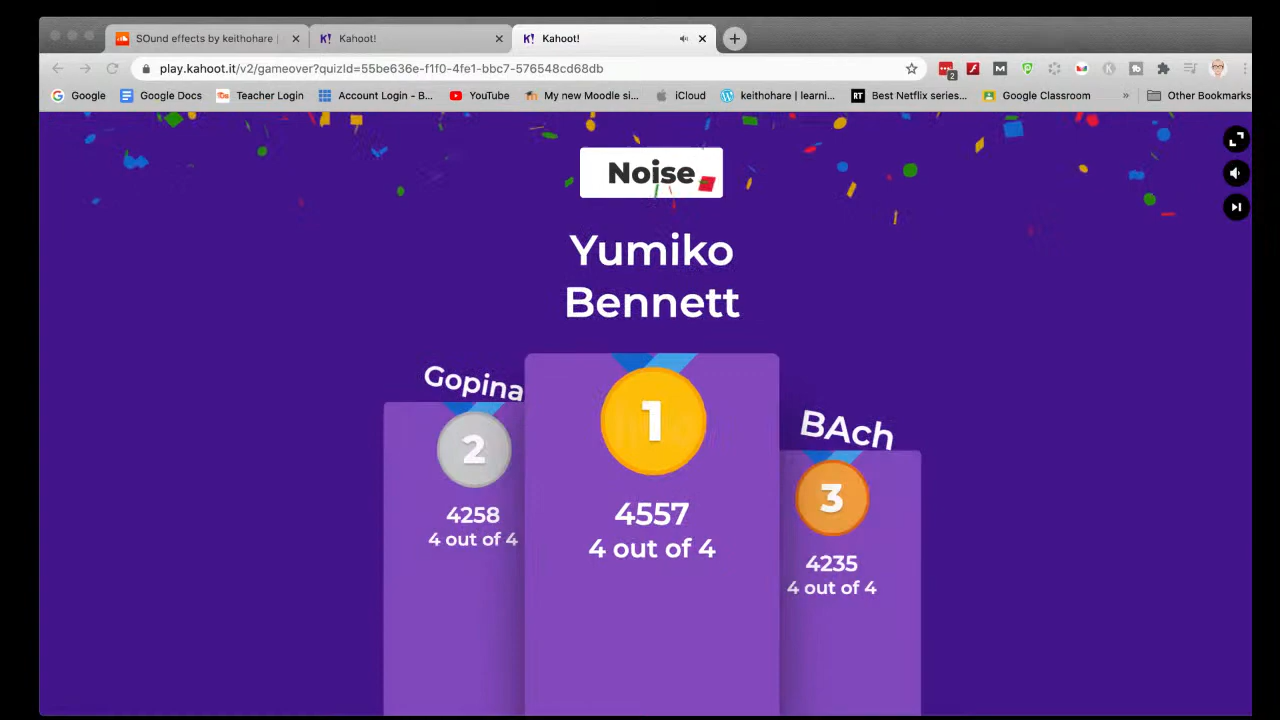 SOund effects by keithohare |
Kahoot!
Kahoot!
play.kahoot.it/v2/gameover?quizId=55be636e-f1f0-4fe1-bbc7-576548cd68db
2
Google
Google Docs
Teacher Login
Account Login - B...
YouTube
My new Moodle si...
iCloud
keithohare | learni...
RT
Best Netflix series...
Google Classroom
»
Other Bookmarks
Noise
Yumiko
Bennett
Gopina
1
BAch
2
3
4258
4 out of 4
4557
4 out of 4
4235
4 out of 4